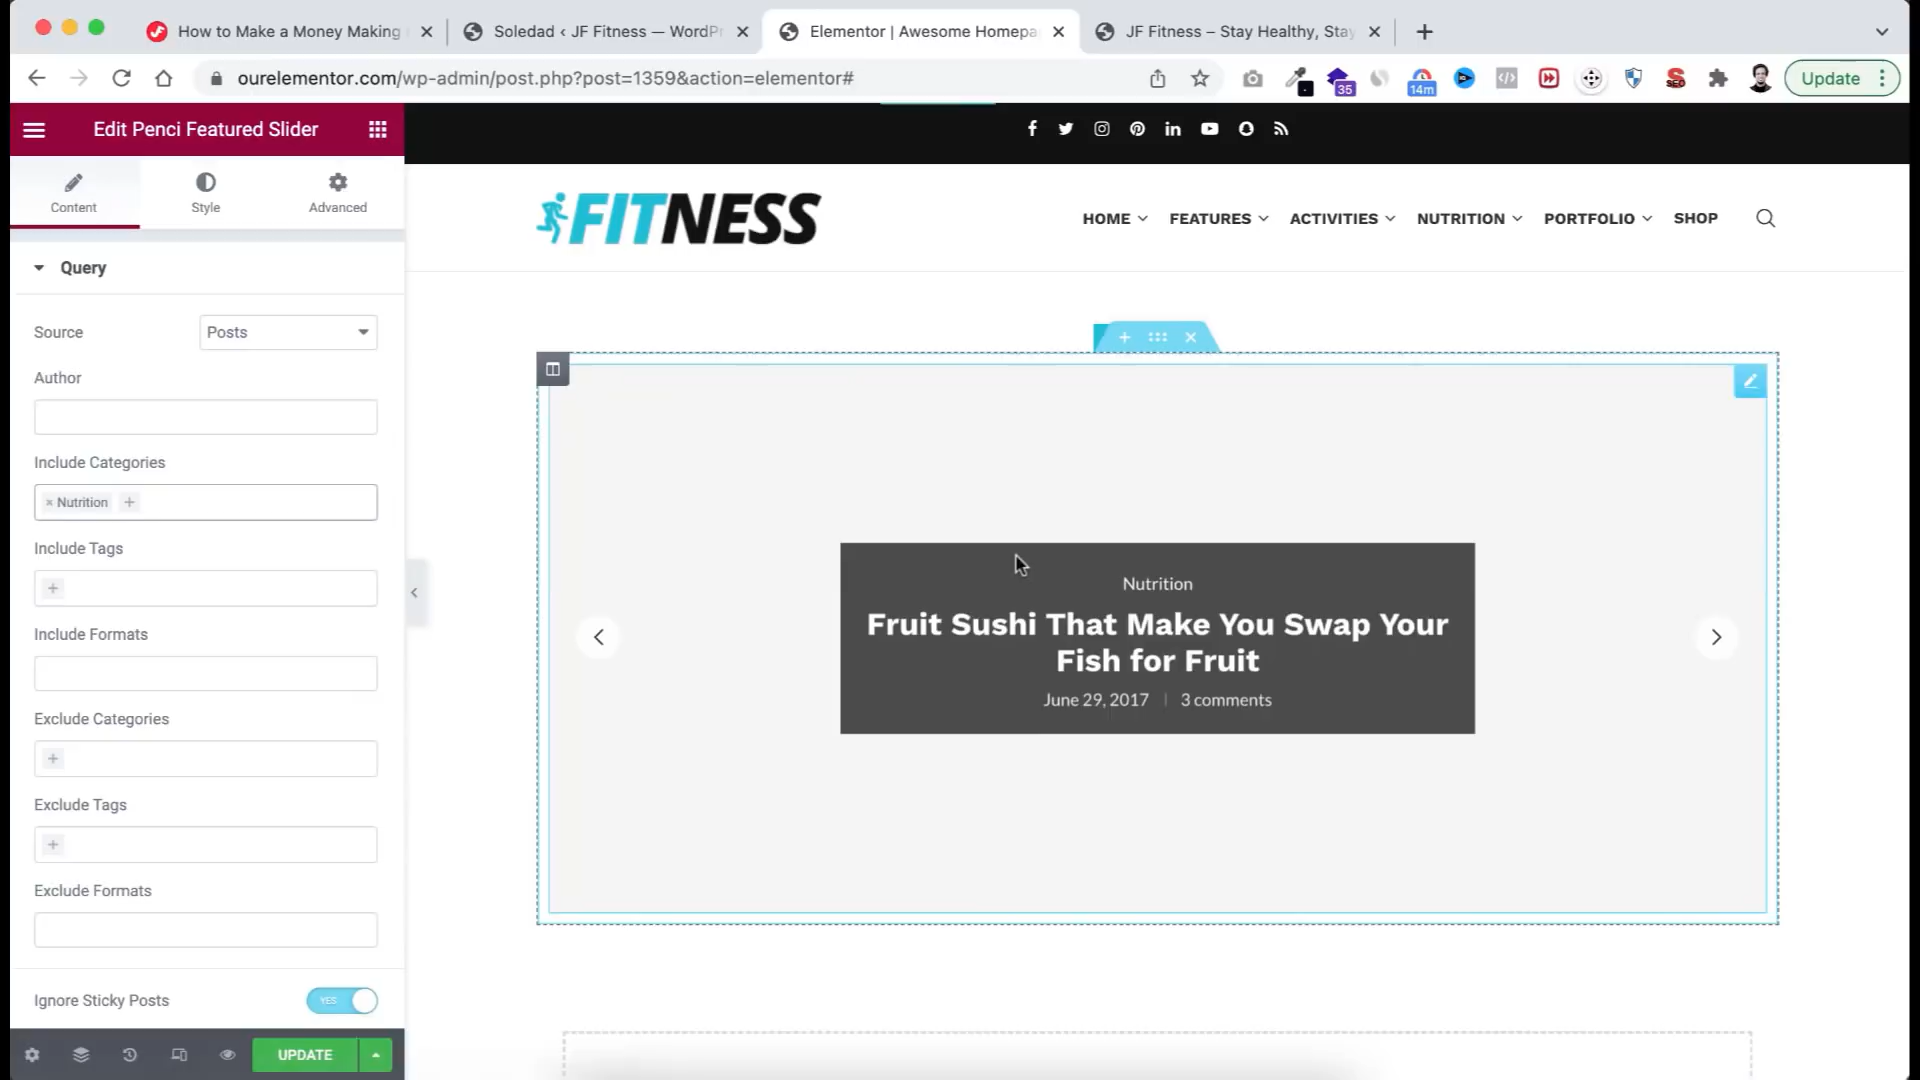 How to Make a Money Making
Soledad ‹ JF Fitness — WordPr
Elementor | Awesome Homepa
JF Fitness – Stay Healthy, Stay
ourelementor.com/wp-admin/post.php?post=1359&action=elementor#
35
14m
SEO
Update
Edit Penci Featured Slider
Content
Style
Advanced
Query
Source
Posts
Author
Include Categories
× Nutrition +
Include Tags
+
Include Formats
Exclude Categories
+
Exclude Tags
+
Exclude Formats
Ignore Sticky Posts
YES
UPDATE
FITNESS
HOME
FEATURES
ACTIVITIES
NUTRITION
PORTFOLIO
SHOP
Nutrition
Fruit Sushi That Make You Swap Your
Fish for Fruit
June 29, 2017 | 3 comments